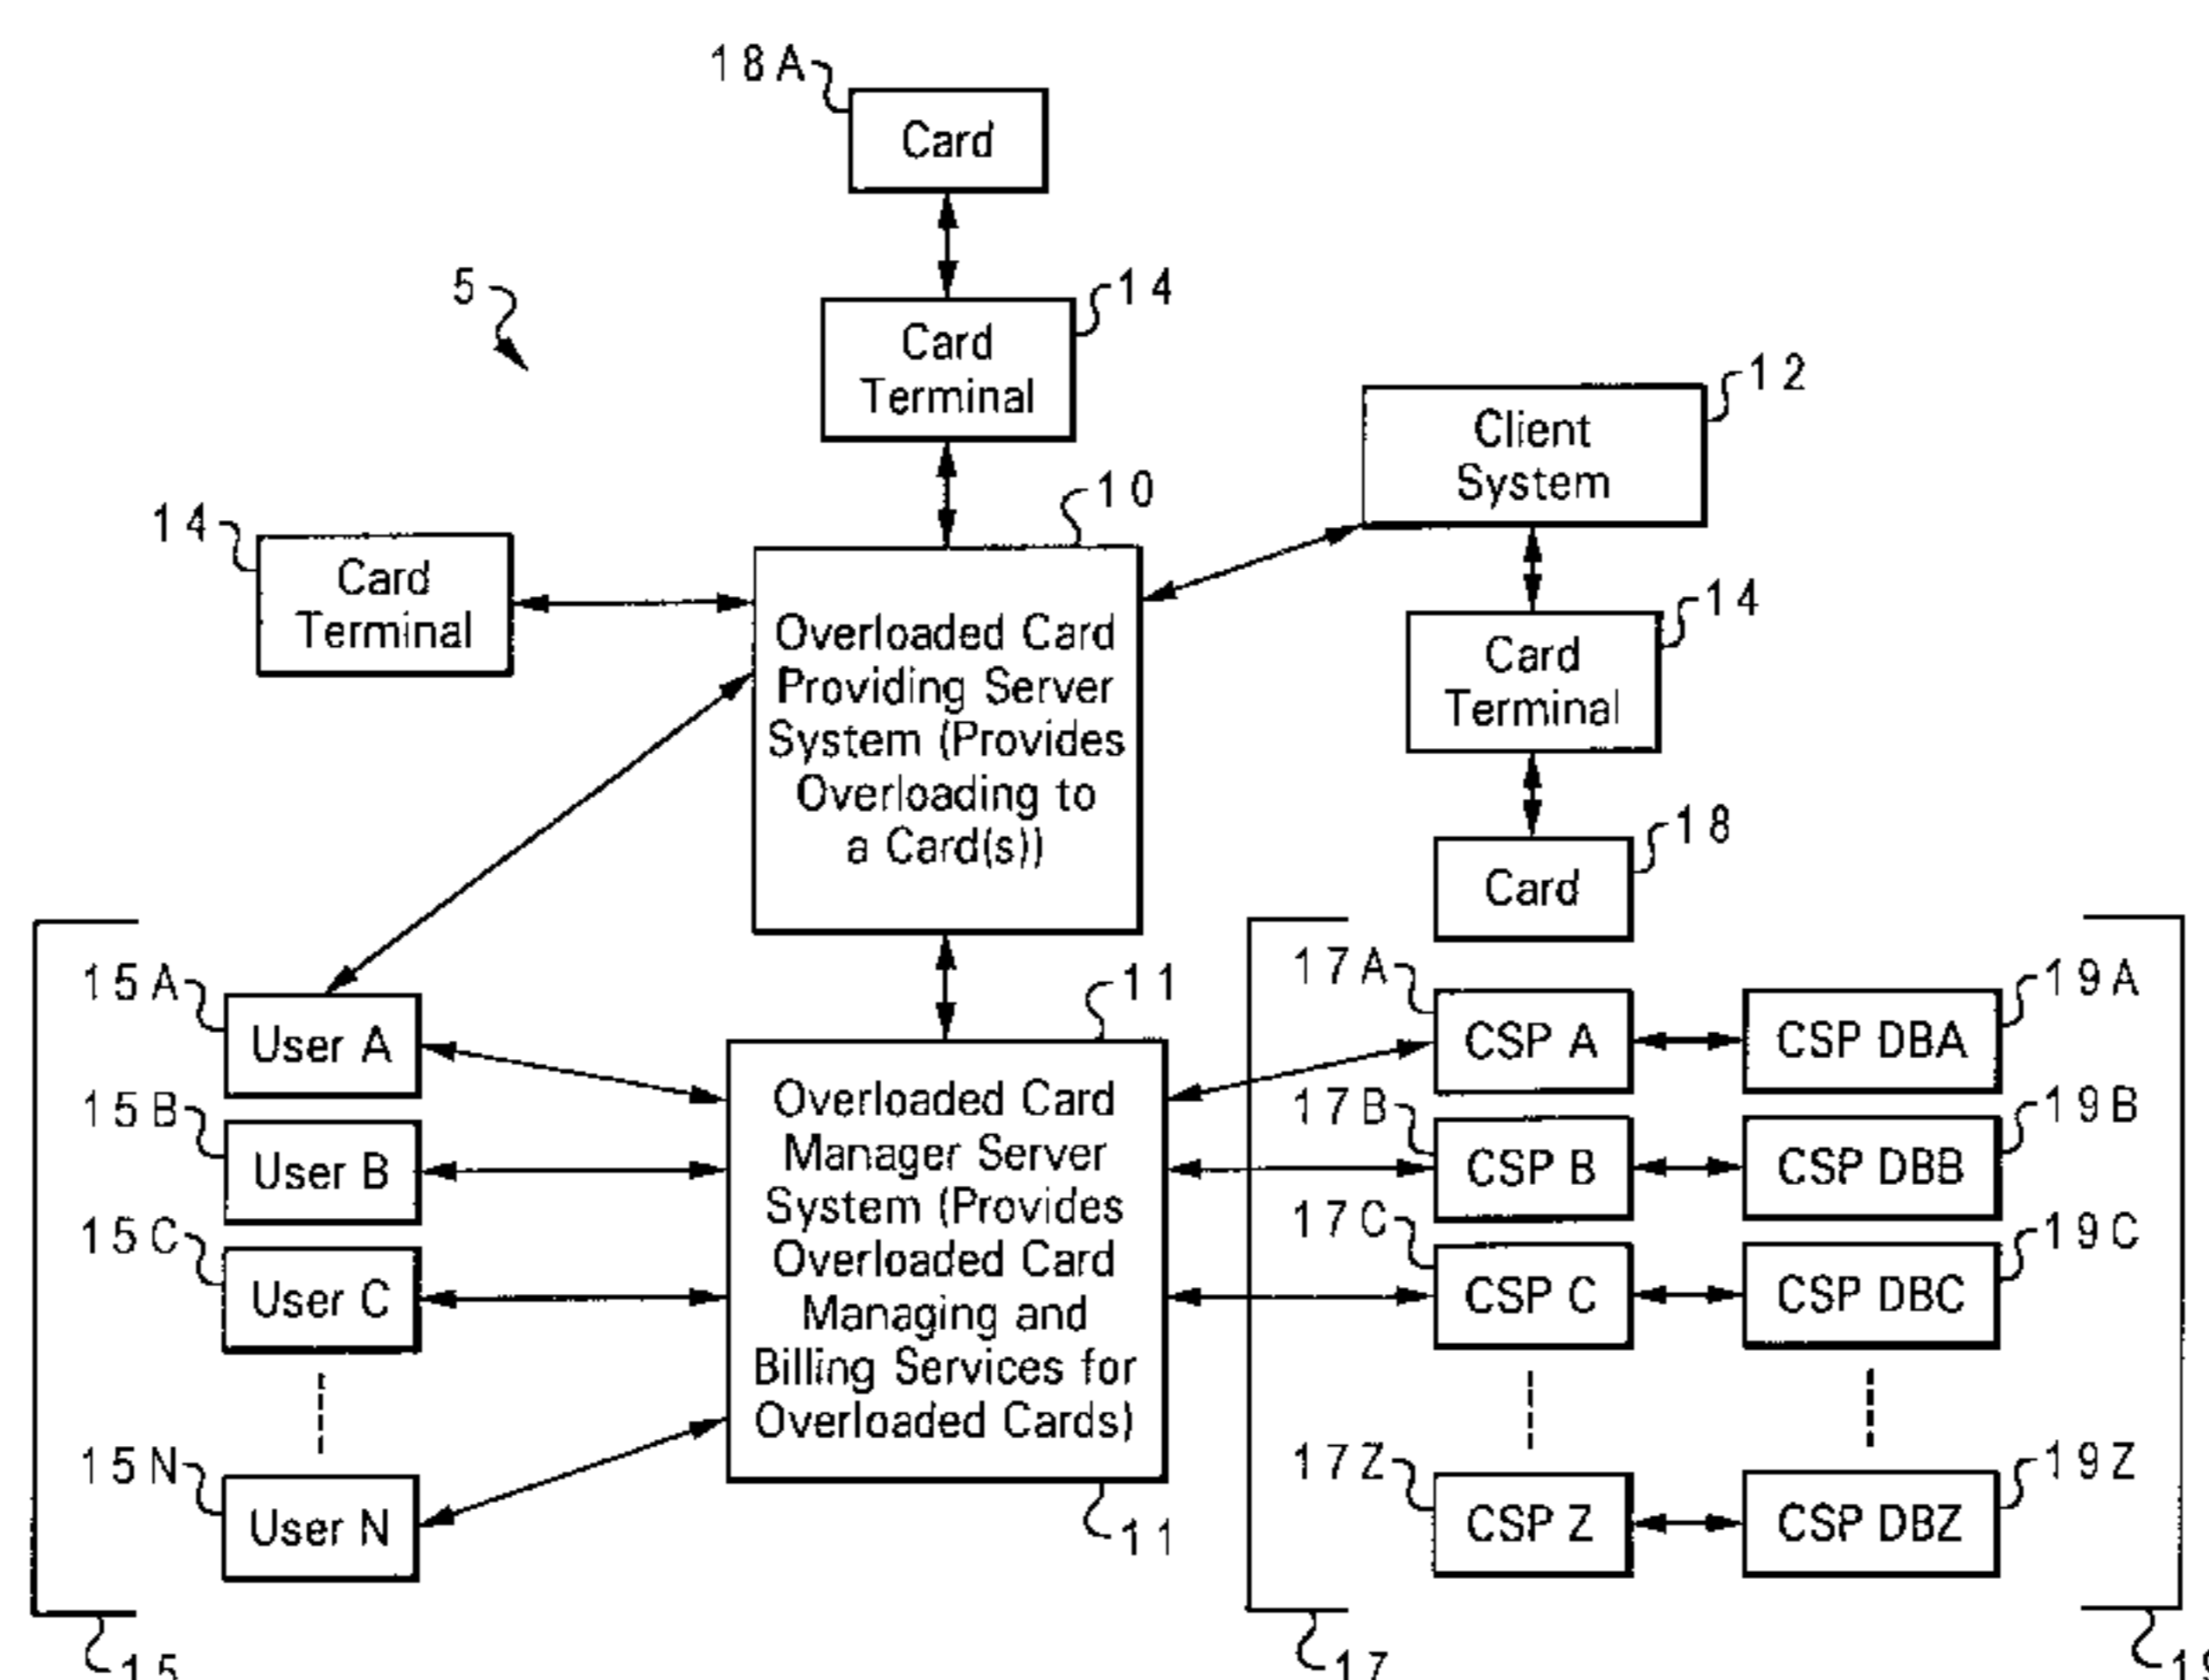 18A
Card
5
14
Card
Terminal
12
Client
System
14
Card
Terminal
10
Overloaded Card
Providing Server
System (Provides
Overloading to
a Card(s))
14
Card
Terminal
18
Card
15A
User A
15B
User B
15C
User C
15N
User N
15
11
Overloaded Card
Manager Server
System (Provides
Overloaded Card
Managing and
Billing Services for
Overloaded Cards)
11
17A
CSP A
CSP DBA
19A
17B
CSP B
CSP DBB
19B
17C
CSP C
CSP DBC
19C
17Z
CSP Z
CSP DBZ
19Z
17